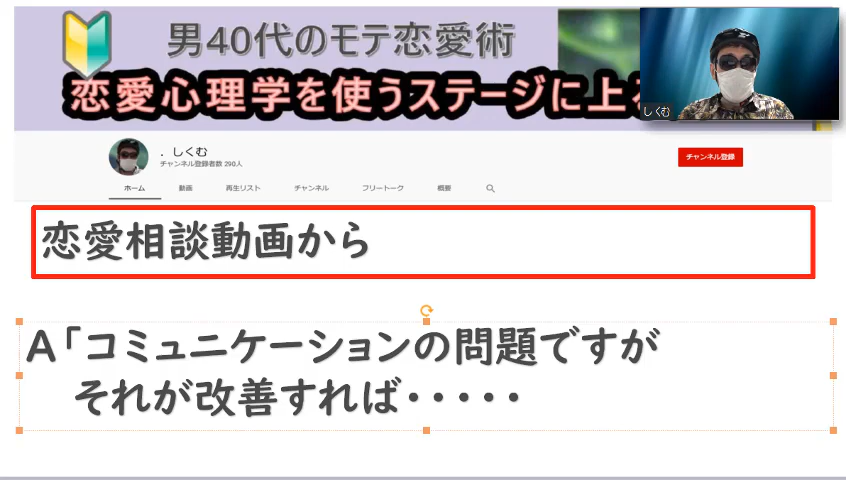 男40代のモテ恋愛術
恋愛心理学を使うステージに上
しくむ
．しくむ
チャンネル登録者数 290人
チャンネル登録
ホーム 動画 再生リスト チャンネル フリートーク 概要
恋愛相談動画から
A「コミュニケーションの問題ですが
それが改善すれば・・・・・